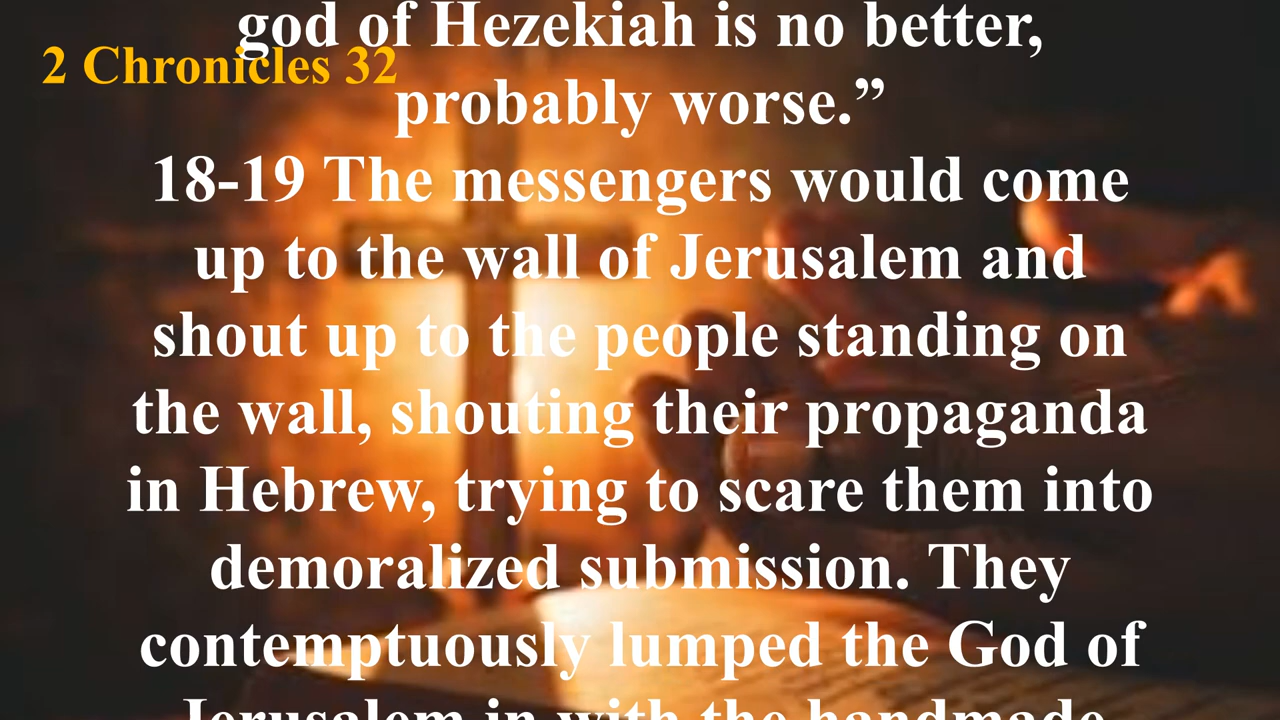 god of Hezekiah is no better,
2 Chronicles 32
probably worse.”
18-19 The messengers would come
up to the wall of Jerusalem and
shout up to the people standing on
the wall, shouting their propaganda
in Hebrew, trying to scare them into
demoralized submission. They
contemptuously lumped the God of
Jerusalem in with the handmade